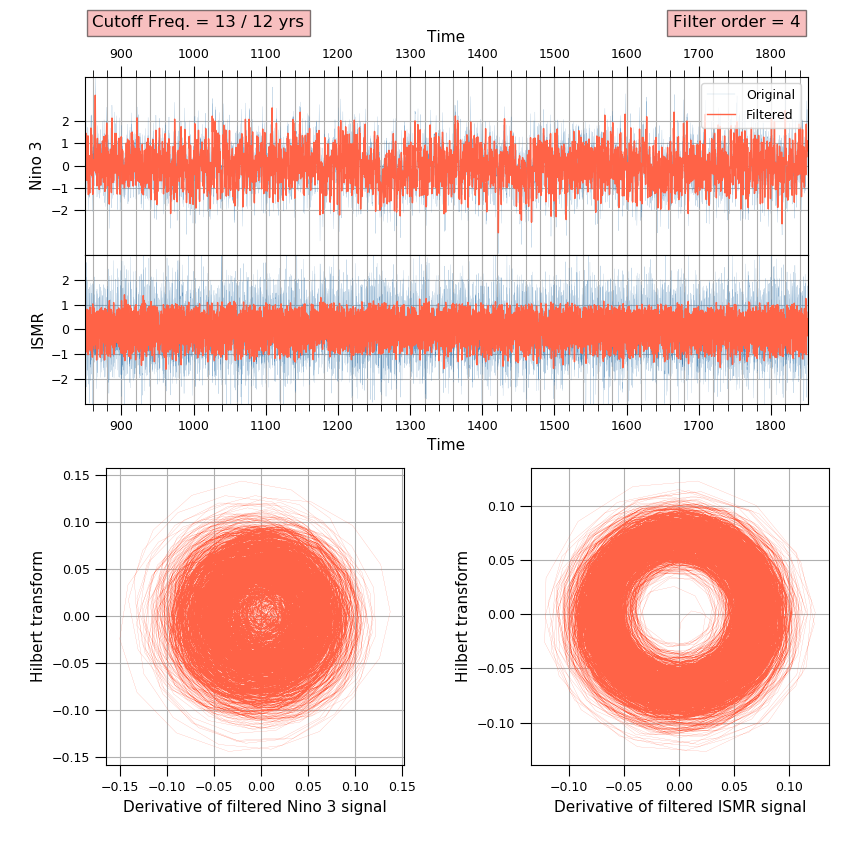 Cutoff Freq. = 13 / 12 yrs
Filter order = 4
Time
900 1000 1100 1200 1300 1400 1500 1600 1700 1800
Original
Filtered
Nino 3
2
1
0
−1
−2
ISMR
2
1
0
−1
−2
900 1000 1100 1200 1300 1400 1500 1600 1700 1800
Time
Hilbert transform
0.15
0.10
0.05
0.00
−0.05
−0.10
−0.15
−0.15 −0.10 −0.05 0.00 0.05 0.10 0.15
Derivative of filtered Nino 3 signal
Hilbert transform
0.10
0.05
0.00
−0.05
−0.10
−0.10 −0.05 0.00 0.05 0.10
Derivative of filtered ISMR signal